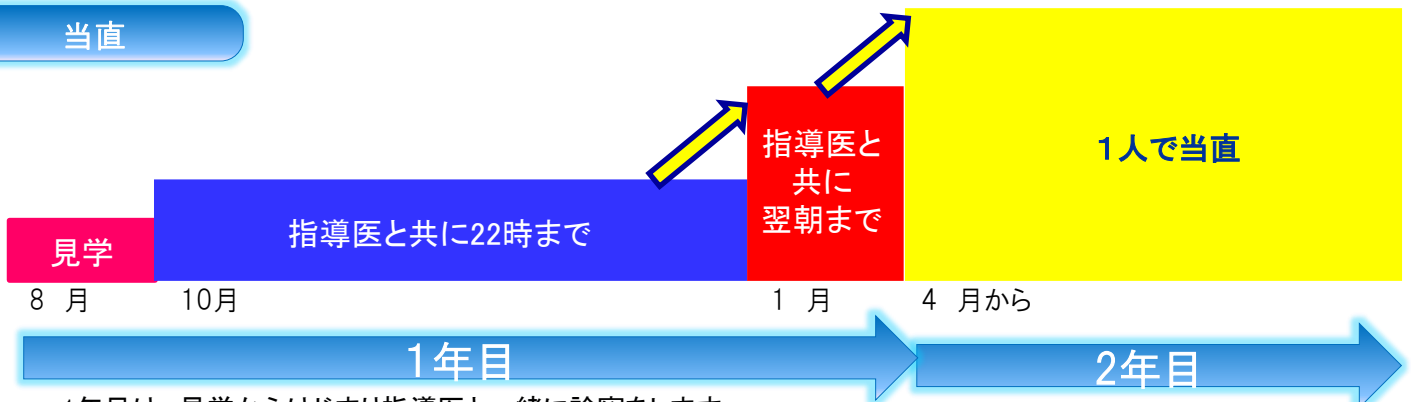 当直
1人で当直
指導医と
共に
翌朝まで
指導医と共に22時まで
見学
8 月
10月
1 月
4 月から
1年目
2年目